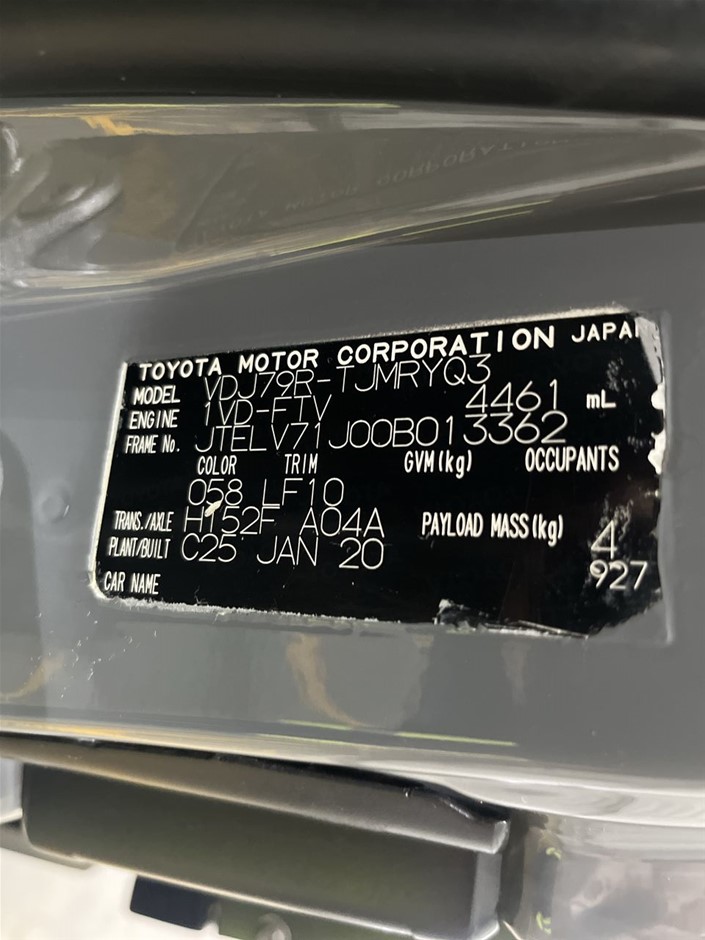 TOYOTA MOTOR CORPORATION JAPAN
MODEL VDJ79R-TJMRYQ3
ENGINE 1VD-FTV 4461 mL
FRAME No. JTELV71J00B013362
COLOR TRIM GVM(kg) OCCUPANTS
058 LF10
TRANS./AXLE H152F A04A PAYLOAD MASS(kg) 4
PLANT/BUILT C25 JAN 20 927
CAR NAME